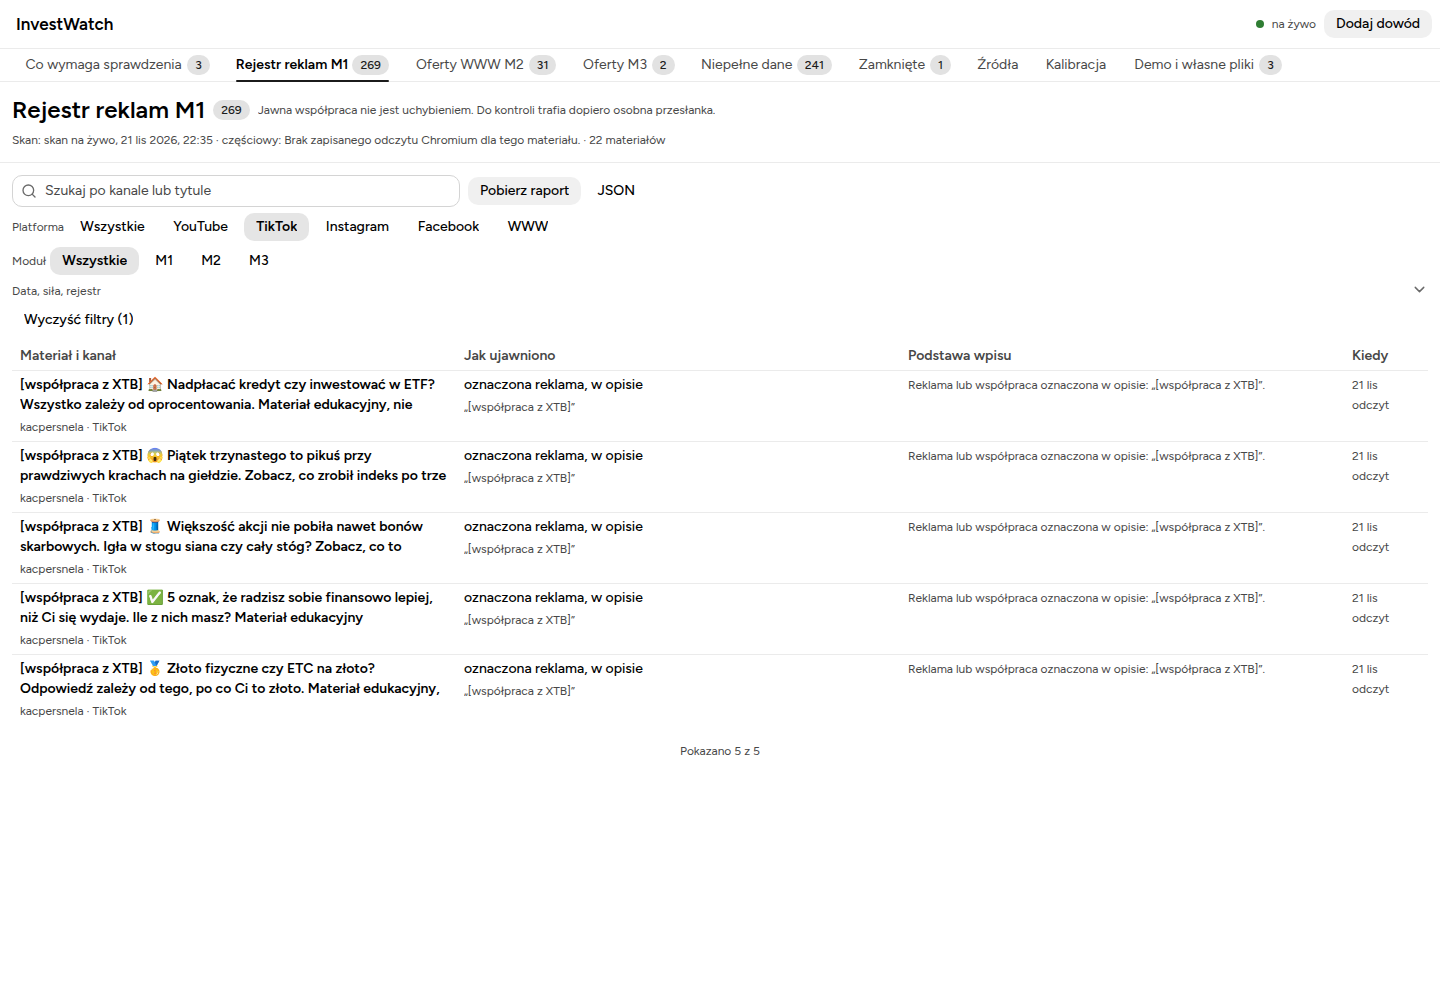 InvestWatch
na żywo
Dodaj dowód
Co wymaga sprawdzenia 3 Rejestr reklam M1 269 Oferty WWW M2 31 Oferty M3 2 Niepełne dane 241 Zamknięte 1 Źródła Kalibracja Demo i własne pliki 3
Rejestr reklam M1 269 Jawna współpraca nie jest uchybieniem. Do kontroli trafia dopiero osobna przesłanka.
Skan: skan na żywo, 21 lis 2026, 22:35 · częściowy: Brak zapisanego odczytu Chromium dla tego materiału. · 22 materiałów
Szukaj po kanale lub tytule
Pobierz raport
JSON
Platforma Wszystkie YouTube TikTok Instagram Facebook WWW
Moduł Wszystkie M1 M2 M3
Data, siła, rejestr
Wyczyść filtry (1)
Materiał i kanał Jak ujawniono Podstawa wpisu Kiedy
[współpraca z XTB] 🏠 Nadpłacać kredyt czy inwestować w ETF?
Wszystko zależy od oprocentowania. Materiał edukacyjny, nie
kacpersnela · TikTok
oznaczona reklama, w opisie
„[współpraca z XTB]”
Reklama lub współpraca oznaczona w opisie: „[współpraca z XTB]”.
21 lis
odczyt
[współpraca z XTB] 😱 Piątek trzynastego to pikuś przy
prawdziwych krachach na giełdzie. Zobacz, co zrobił indeks po trze
kacpersnela · TikTok
oznaczona reklama, w opisie
„[współpraca z XTB]”
Reklama lub współpraca oznaczona w opisie: „[współpraca z XTB]”.
21 lis
odczyt
[współpraca z XTB] 🧵 Większość akcji nie pobiła nawet bonów
skarbowych. Igła w stogu siana czy cały stóg? Zobacz, co to
kacpersnela · TikTok
oznaczona reklama, w opisie
„[współpraca z XTB]”
Reklama lub współpraca oznaczona w opisie: „[współpraca z XTB]”.
21 lis
odczyt
[współpraca z XTB] ✅ 5 oznak, że radzisz sobie finansowo lepiej,
niż Ci się wydaje. Ile z nich masz? Materiał edukacyjny
kacpersnela · TikTok
oznaczona reklama, w opisie
„[współpraca z XTB]”
Reklama lub współpraca oznaczona w opisie: „[współpraca z XTB]”.
21 lis
odczyt
[współpraca z XTB] 🥇 Złoto fizyczne czy ETC na złoto?
Odpowiedź zależy od tego, po co Ci to złoto. Materiał edukacyjny,
kacpersnela · TikTok
oznaczona reklama, w opisie
„[współpraca z XTB]”
Reklama lub współpraca oznaczona w opisie: „[współpraca z XTB]”.
21 lis
odczyt
Pokazano 5 z 5